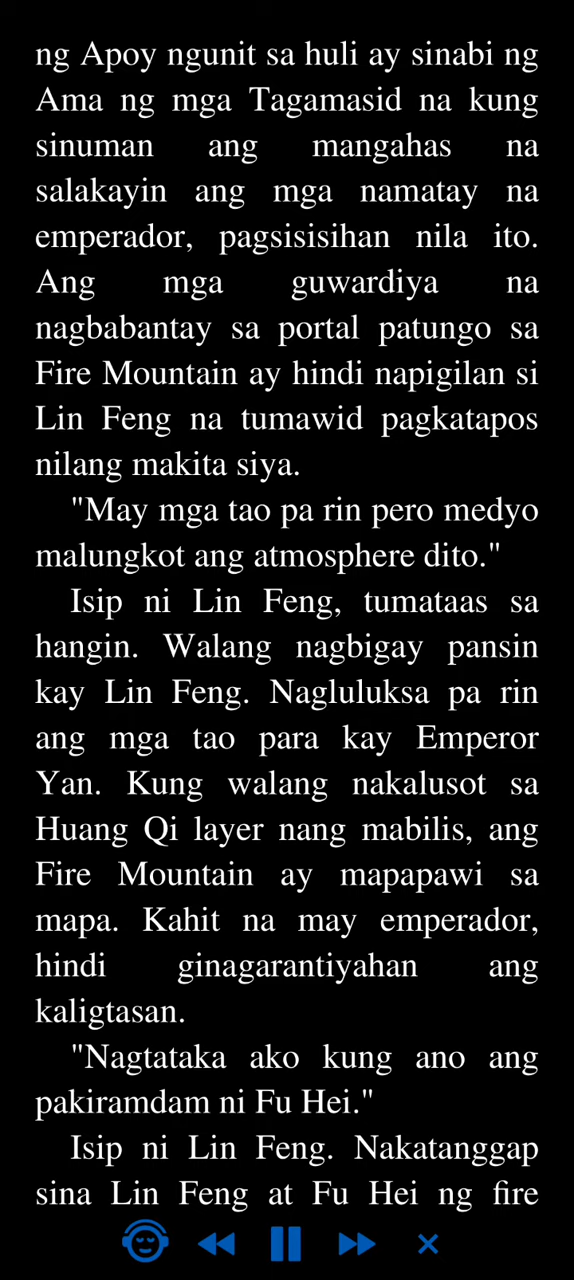 ng Apoy ngunit sa huli ay sinabi ng
Ama ng mga Tagamasid na kung
sinuman ang mangahas na
salakayin ang mga namatay na
emperador, pagsisisihan nila ito.
Ang mga guwardiya na
nagbabantay sa portal patungo sa
Fire Mountain ay hindi napigilan si
Lin Feng na tumawid pagkatapos
nilang makita siya.
"May mga tao pa rin pero medyo
malungkot ang atmosphere dito."
Isip ni Lin Feng, tumataas sa
hangin. Walang nagbigay pansin
kay Lin Feng. Nagluluksa pa rin
ang mga tao para kay Emperor
Yan. Kung walang nakalusot sa
Huang Qi layer nang mabilis, ang
Fire Mountain ay mapapawi sa
mapa. Kahit na may emperador,
hindi ginagarantiyahan ang
kaligtasan.
"Nagtataka ako kung ano ang
pakiramdam ni Fu Hei."
Isip ni Lin Feng. Nakatanggap
sina Lin Feng at Fu Hei ng fire